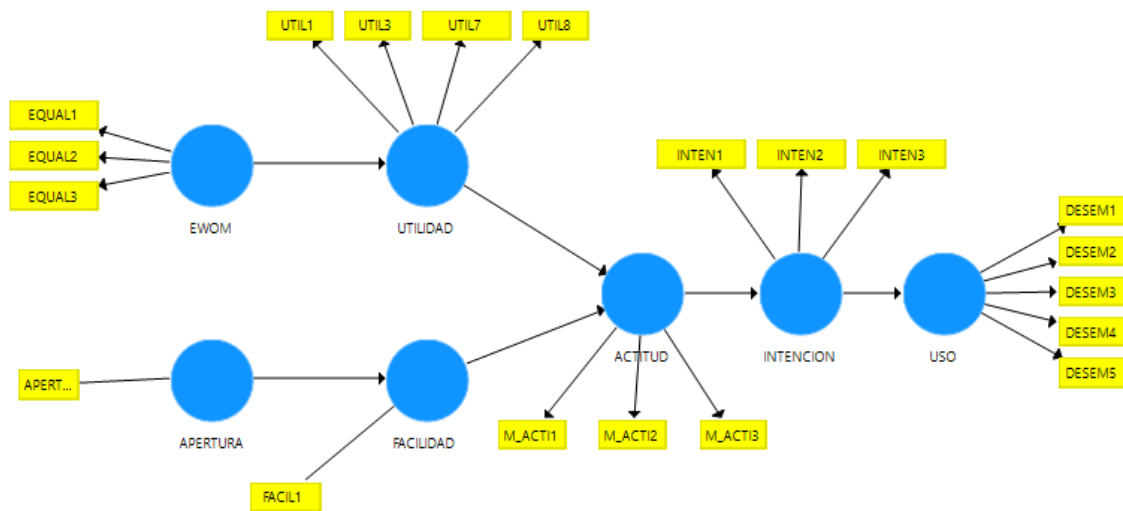 UTIL1 UTIL3 UTIL7 UTIL8
EQUAL1
EQUAL2
EQUAL3
EWOM
UTILIDAD
INTEN1 INTEN2 INTEN3
DESEM1
DESEM2
DESEM3
DESEM4
DESEM5
ACTITUD
INTENCION
USO
APERT...
APERTURA
FACILIDAD
M_ACTI1 M_ACTI2 M_ACTI3
FACIL1